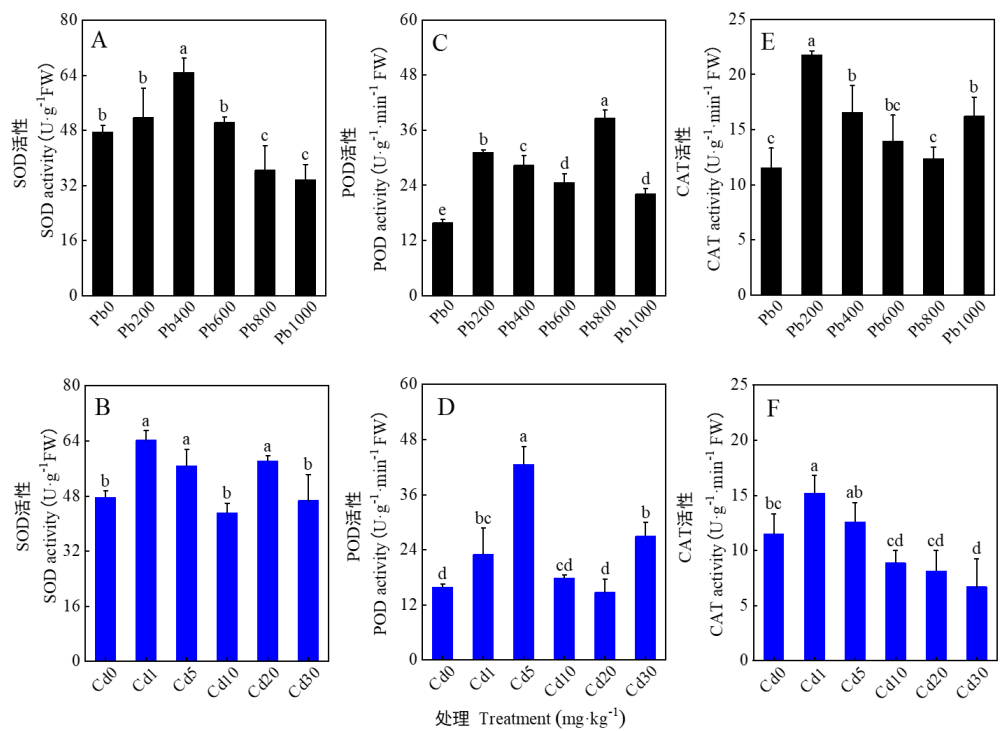 A
SOD活性
SOD activity (U·g⁻¹FW)
80
64
48
32
16
0
b
b
a
b
c
c
Pb0
Pb200
Pb400
Pb600
Pb800
Pb1000
C
POD活性
POD activity (U·g⁻¹·min⁻¹ FW)
60
48
36
24
12
0
e
b
c
d
a
d
Pb0
Pb200
Pb400
Pb600
Pb800
Pb1000
E
CAT活性
CAT activity (U·g⁻¹·min⁻¹ FW)
25
20
15
10
5
0
c
a
b
bc
c
b
Pb0
Pb200
Pb400
Pb600
Pb800
Pb1000
B
SOD活性
SOD activity (U·g⁻¹FW)
80
64
48
32
16
0
b
a
a
b
a
b
Cd0
Cd1
Cd5
Cd10
Cd20
Cd30
D
POD活性
POD activity (U·g⁻¹·min⁻¹ FW)
60
48
36
24
12
0
d
bc
a
cd
d
b
Cd0
Cd1
Cd5
Cd10
Cd20
Cd30
F
CAT活性
CAT activity (U·g⁻¹·min⁻¹ FW)
25
20
15
10
5
0
bc
a
ab
cd
cd
d
Cd0
Cd1
Cd5
Cd10
Cd20
Cd30
处理 Treatment (mg·kg⁻¹)